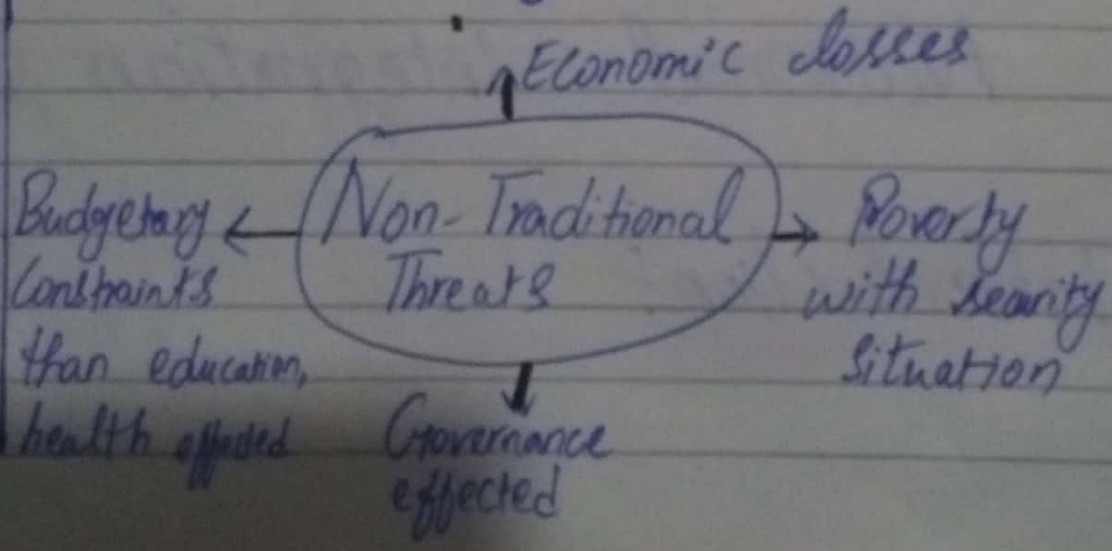 Economic losses
Non-Traditional
Threats
Budgetary
Constraints
than education,
health effected
Poverty
with security
Situation
Governance
effected